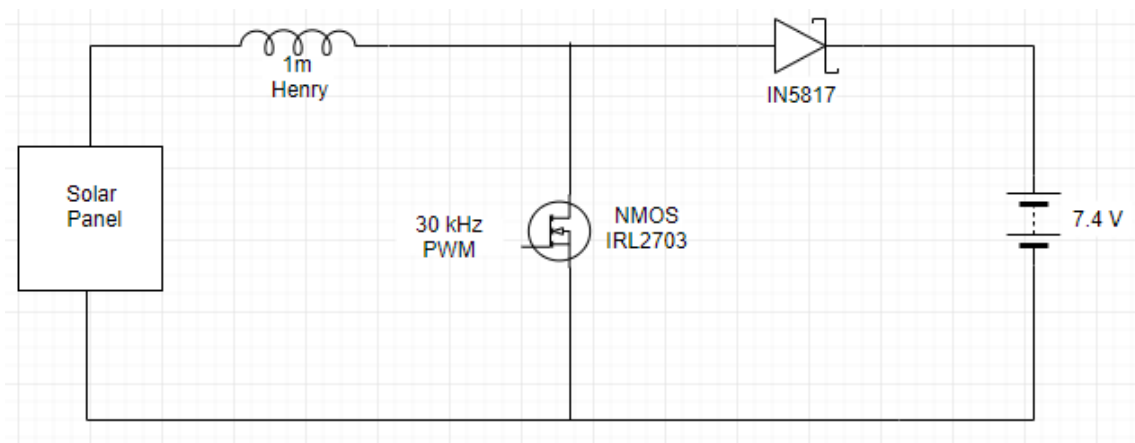 1m
Henry
IN5817
Solar
Panel
30 kHz
PWM
NMOS
IRL2703
7.4 V